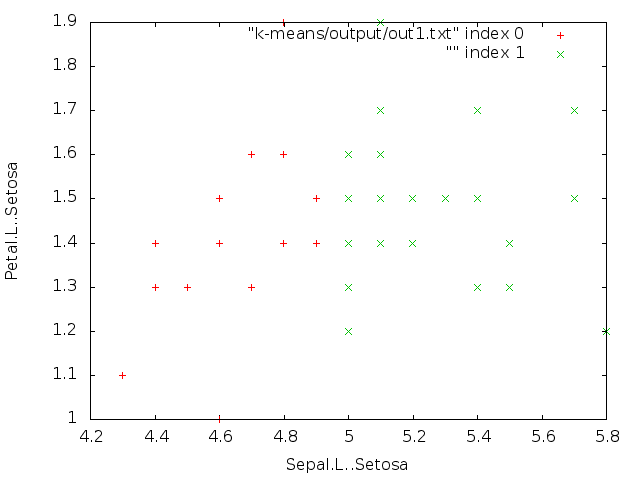 "k-means/output/out1.txt" index 0
"" index 1
1.9
1.8
1.7
1.6
1.5
1.4
1.3
1.2
1.1
1
Petal.L..Setosa
4.2 4.4 4.6 4.8 5 5.2 5.4 5.6 5.8
Sepal.L..Setosa